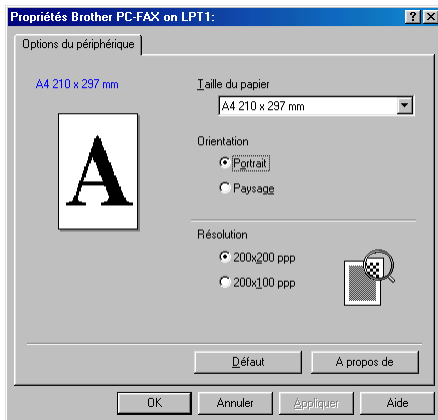 Propriétés Brother PC-FAX on LPT1:
Options du périphérique
A4 210 x 297 mm
A
Taille du papier
A4 210 x 297 mm
Orientation
Portrait
Paysage
Résolution
200x200 ppp
200x100 ppp
Défaut
A propos de
OK
Annuler
Appliquer
Aide